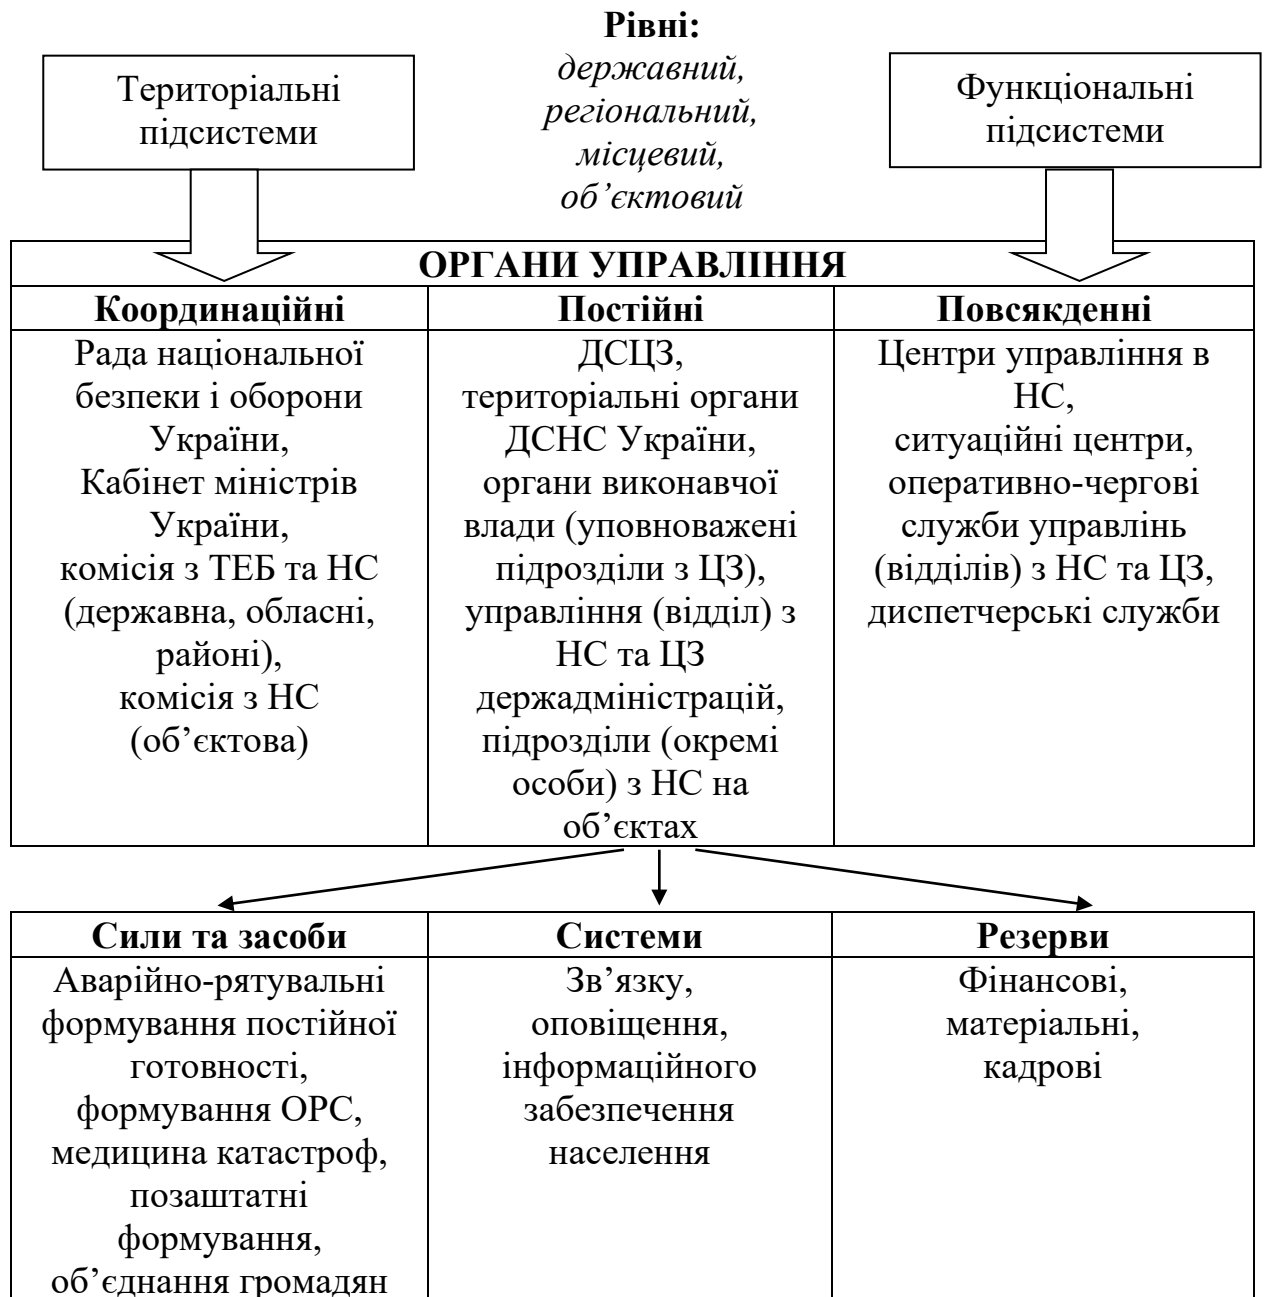 Рівні:
державний,
регіональний,
місцевий,
об’єктовий
Територіальні
підсистеми
Функціональні
підсистеми
ОРГАНИ УПРАВЛІННЯ
Координаційні
Рада національної
безпеки і оборони
України,
Кабінет міністрів
України,
комісія з ТЕБ та НС
(державна, обласні,
районі),
комісія з НС
(об’єктова)
Постійні
ДСЦЗ,
територіальні органи
ДСНС України,
органи виконавчої
влади (уповноважені
підрозділи з ЦЗ),
управління (відділ) з
НС та ЦЗ
держадміністрацій,
підрозділи (окремі
особи) з НС на
об’єктах
Повсякденні
Центри управління в
НС,
ситуаційні центри,
оперативно-чергові
служби управлінь
(відділів) з НС та ЦЗ,
диспетчерські служби
Сили та засоби
Аварійно-рятувальні
формування постійної
готовності,
формування ОРС,
медицина катастроф,
позаштатні
формування,
об’єднання громадян
Системи
Зв’язку,
оповіщення,
інформаційного
забезпечення
населення
Резерви
Фінансові,
матеріальні,
кадрові